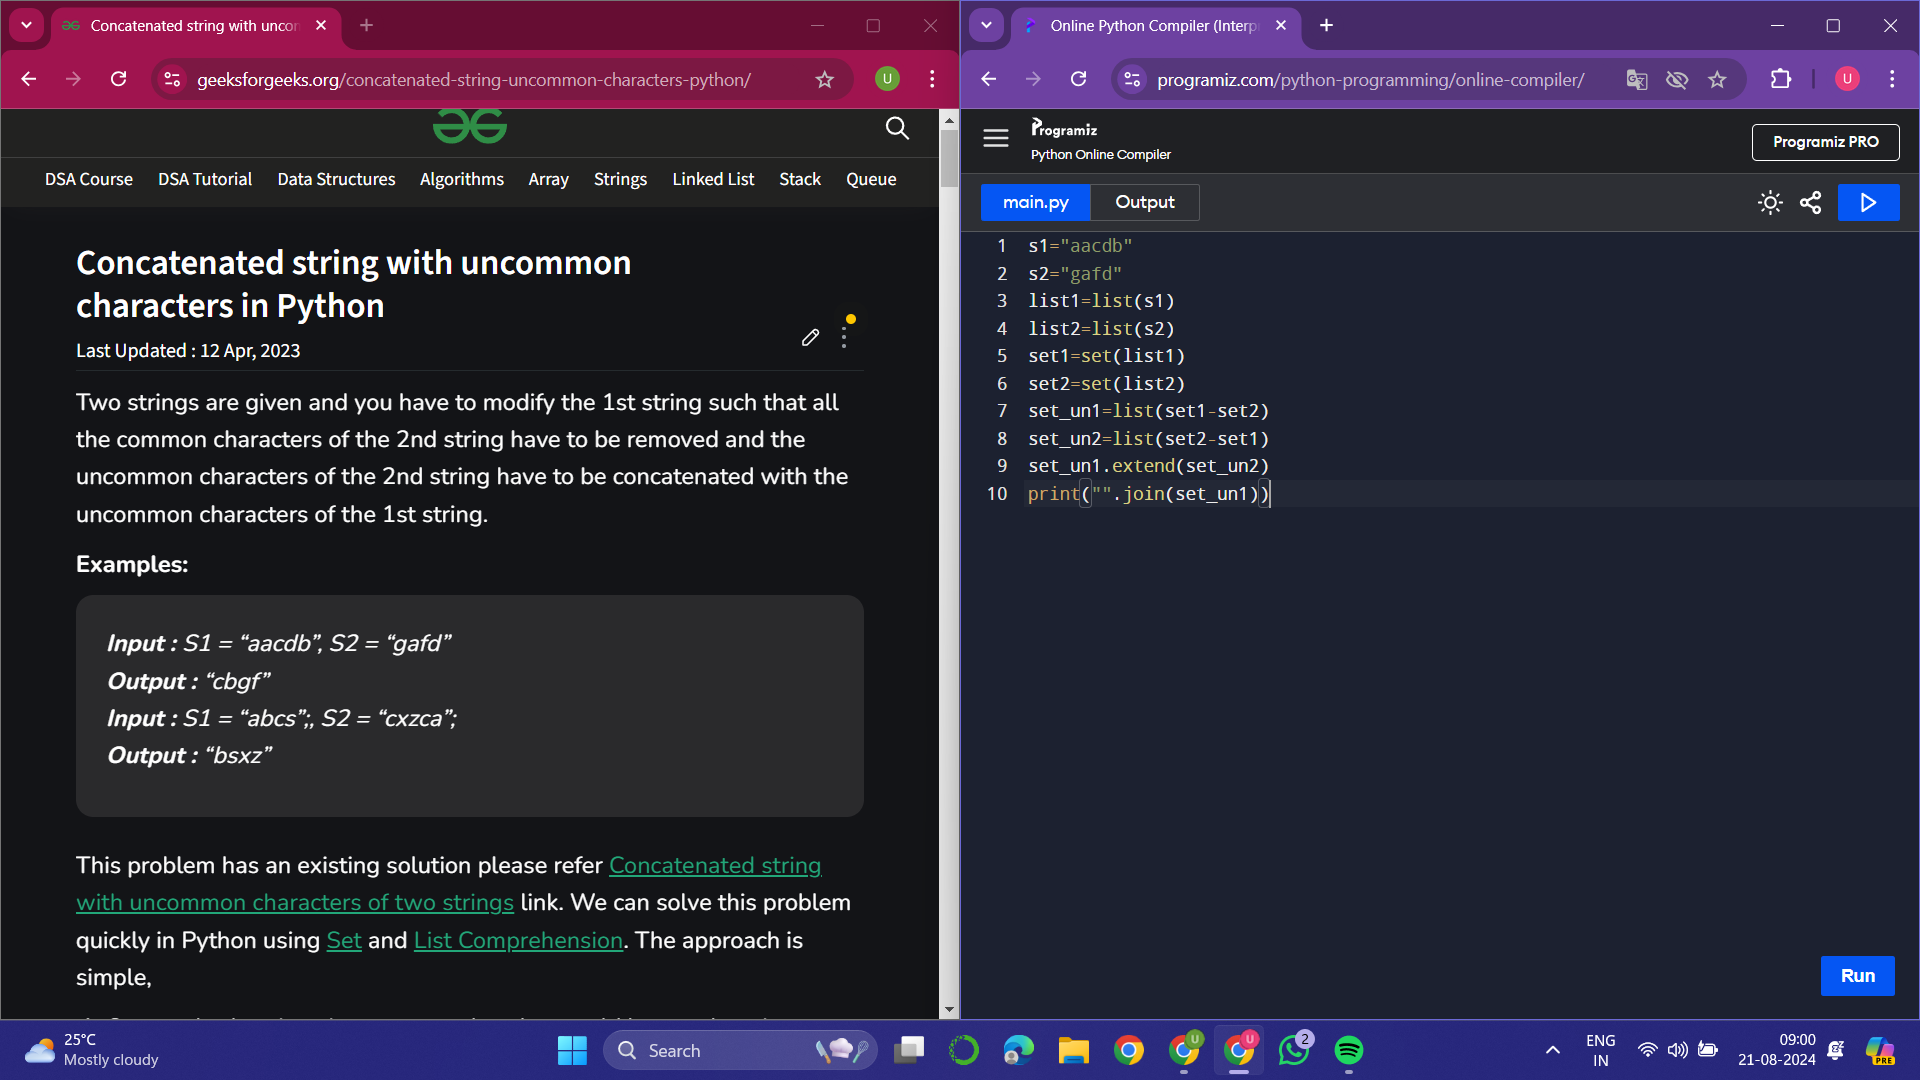 Concatenated string with uncor
geeksforgeeks.org/concatenated-string-uncommon-characters-python/
U
DSA Course DSA Tutorial Data Structures Algorithms Array Strings Linked List Stack Queue
Concatenated string with uncommon
characters in Python
Last Updated : 12 Apr, 2023
Two strings are given and you have to modify the 1st string such that all
the common characters of the 2nd string have to be removed and the
uncommon characters of the 2nd string have to be concatenated with the
uncommon characters of the 1st string.
Examples:
Input : S1 = “aacdb”, S2 = “gafd”
Output : “cbgf”
Input : S1 = “abcs”;, S2 = “cxzca”;
Output : “bsxz”
This problem has an existing solution please refer Concatenated string
with uncommon characters of two strings link. We can solve this problem
quickly in Python using Set and List Comprehension. The approach is
simple,
Online Python Compiler (Interp
programiz.com/python-programming/online-compiler/
U
Programiz
Python Online Compiler
Programiz PRO
main.py Output
1 s1="aacdb"
2 s2="gafd"
3 list1=list(s1)
4 list2=list(s2)
5 set1=set(list1)
6 set2=set(list2)
7 set_un1=list(set1-set2)
8 set_un2=list(set2-set1)
9 set_un1.extend(set_un2)
10 print("".join(set_un1))
Run
25°C
Mostly cloudy
Search
U
U
2
ENG
IN
09:00
21-08-2024
PRE